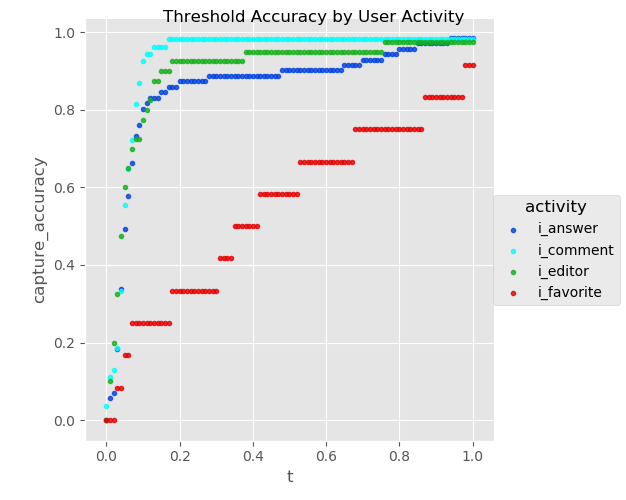 Threshold Accuracy by User Activity
1.0
0.8
0.6
0.4
0.2
0.0
capture_accuracy
0.0 0.2 0.4 0.6 0.8 1.0
t
activity
i_answer
i_comment
i_editor
i_favorite